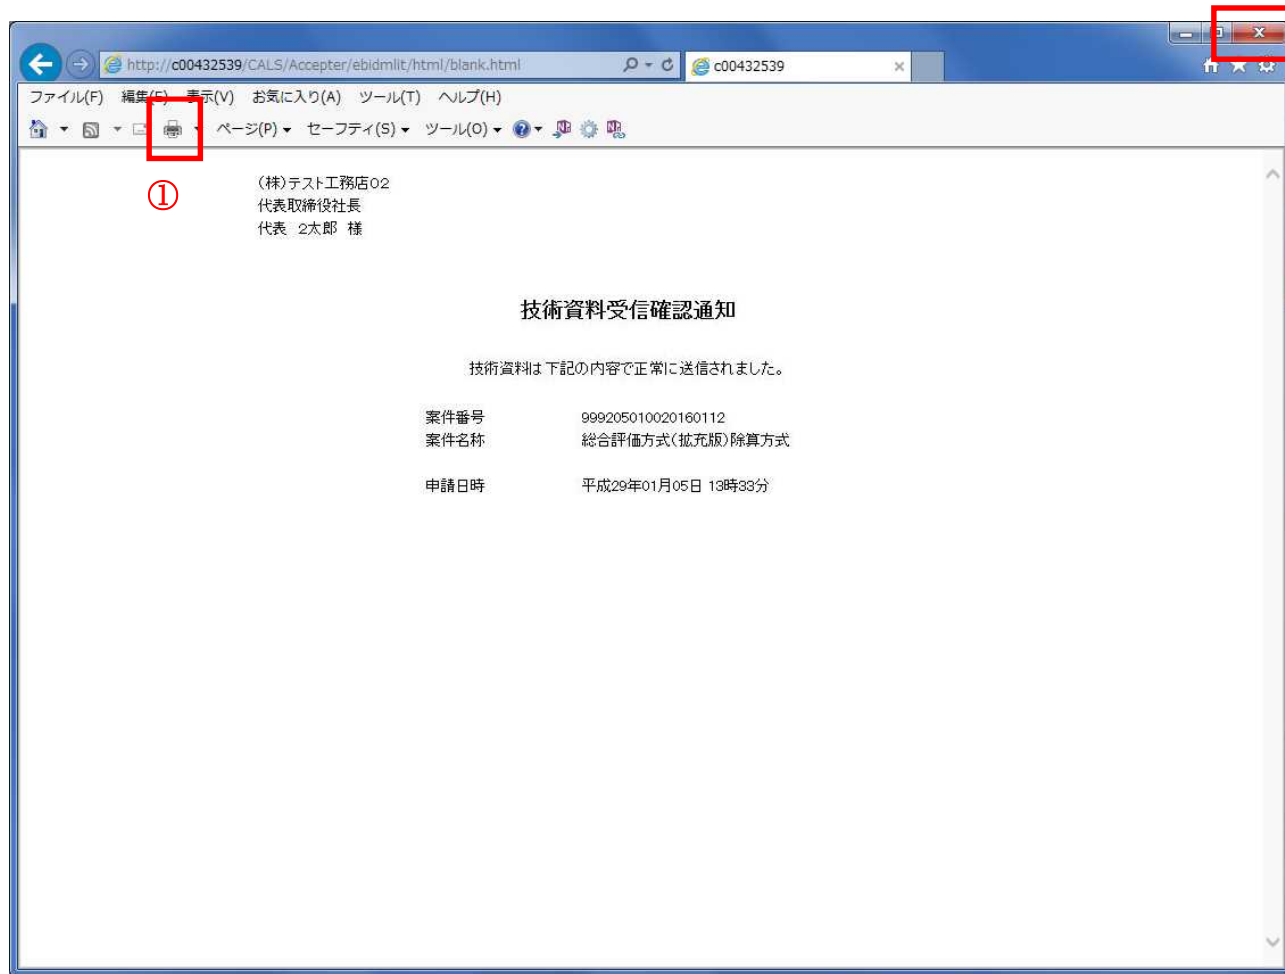 http://c00432539/CALS/Accepter/ebidmlit/html/blank.html
c00432539
ファイル(F) 編集(E) 表示(V) お気に入り(A) ツール(T) ヘルプ(H)
ページ(P) セーフティ(S) ツール(O)
①
(株)テスト工務店02
代表取締役社長
代表 2太郎 様
技術資料受信確認通知
技術資料は下記の内容で正常に送信されました。
案件番号 999205010020160112
案件名称 総合評価方式(拡充版)除算方式
申請日時 平成29年01月05日 13時33分